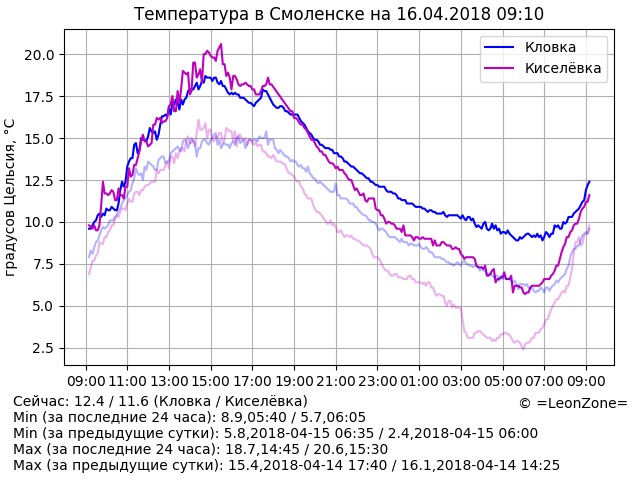 Температура в Смоленске на 16.04.2018 09:10
Кловка
Киселёвка
градусов Цельсия, °C
20.0
17.5
15.0
12.5
10.0
7.5
5.0
2.5
09:00 11:00 13:00 15:00 17:00 19:00 21:00 23:00 01:00 03:00 05:00 07:00 09:00
Сейчас: 12.4 / 11.6 (Кловка / Киселёвка)
© =LeonZone=
Min (за последние 24 часа): 8.9,05:40 / 5.7,06:05
Min (за предыдущие сутки): 5.8,2018-04-15 06:35 / 2.4,2018-04-15 06:00
Max (за последние 24 часа): 18.7,14:45 / 20.6,15:30
Max (за предыдущие сутки): 15.4,2018-04-14 17:40 / 16.1,2018-04-14 14:25